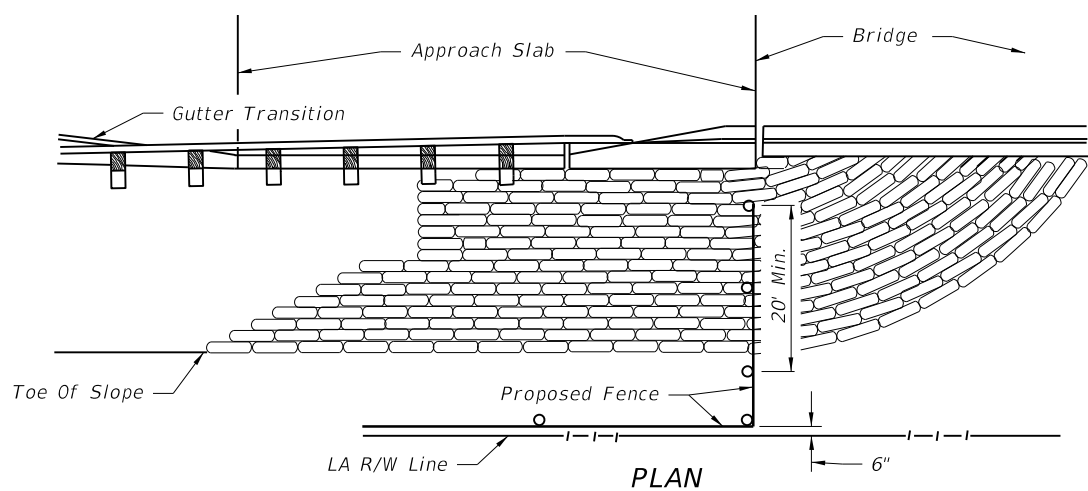 Bridge
Approach Slab
Gutter Transition
20' Min.
Toe Of Slope
Proposed Fence
LA R/W Line
6"
PLAN